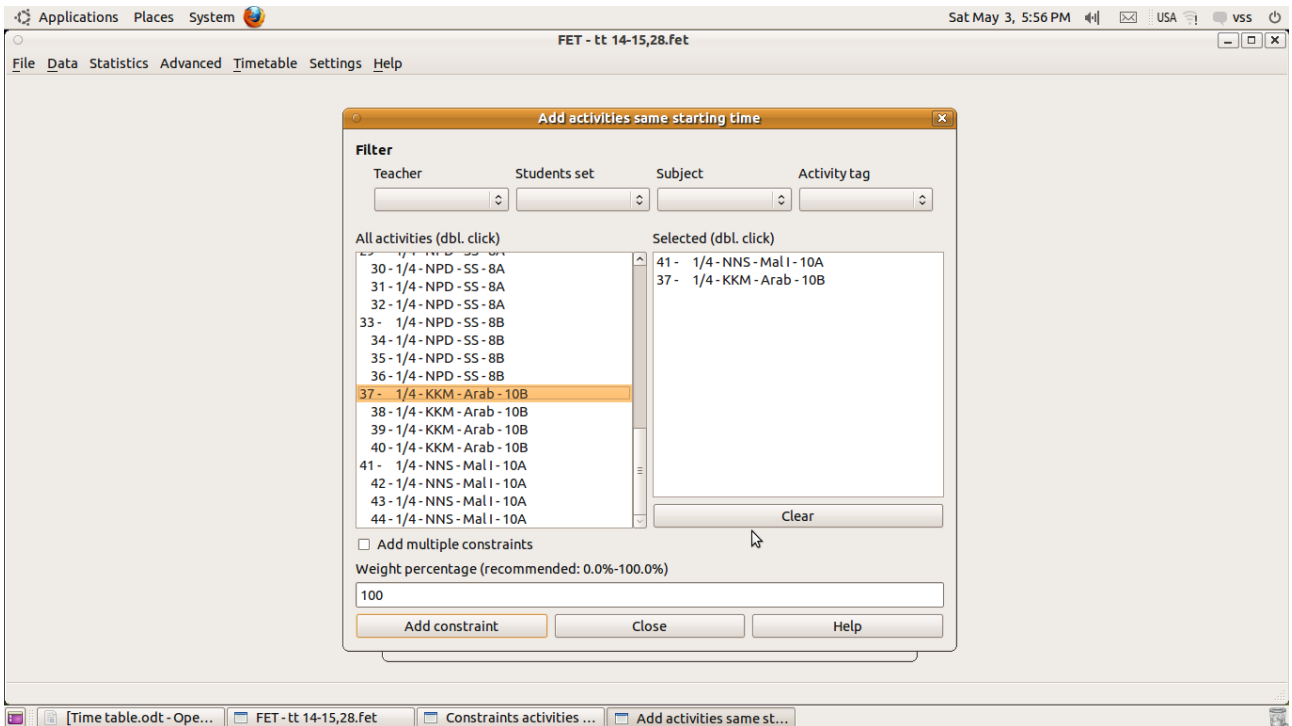 Applications Places System Sat May 3, 5:56 PM USA vss
FET - tt 14-15,28.fet
File Data Statistics Advanced Timetable Settings Help
Add activities same starting time
Filter
Teacher Students set Subject Activity tag
All activities (dbl. click) Selected (dbl. click)
29 - 1/4 - NPD - SS - 8A
30 - 1/4 - NPD - SS - 8A
31 - 1/4 - NPD - SS - 8A
32 - 1/4 - NPD - SS - 8A
33 - 1/4 - NPD - SS - 8B
34 - 1/4 - NPD - SS - 8B
35 - 1/4 - NPD - SS - 8B
36 - 1/4 - NPD - SS - 8B
37 - 1/4 - KKM - Arab - 10B
38 - 1/4 - KKM - Arab - 10B
39 - 1/4 - KKM - Arab - 10B
40 - 1/4 - KKM - Arab - 10B
41 - 1/4 - NNS - Mal I - 10A
42 - 1/4 - NNS - Mal I - 10A
43 - 1/4 - NNS - Mal I - 10A
44 - 1/4 - NNS - Mal I - 10A
41 - 1/4 - NNS - Mal I - 10A
37 - 1/4 - KKM - Arab - 10B
Clear
Add multiple constraints
Weight percentage (recommended: 0.0%-100.0%)
100
Add constraint Close Help
[Time table.odt - Ope... FET - tt 14-15,28.fet Constraints activities ... Add activities same st...